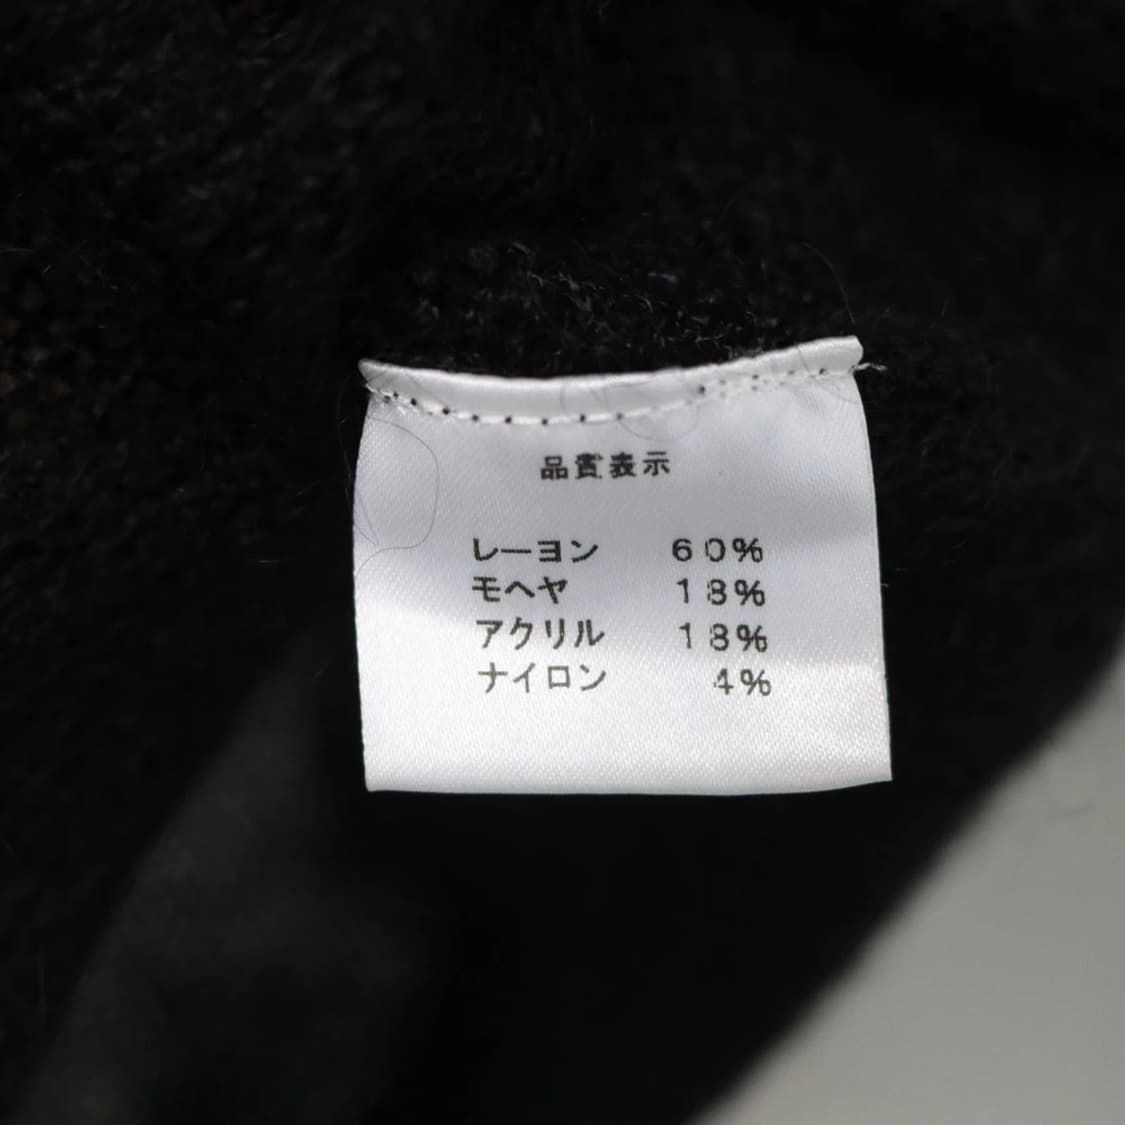 品質表示
レーヨン 60%
モヘヤ 18%
アクリル 18%
ナイロン 4%